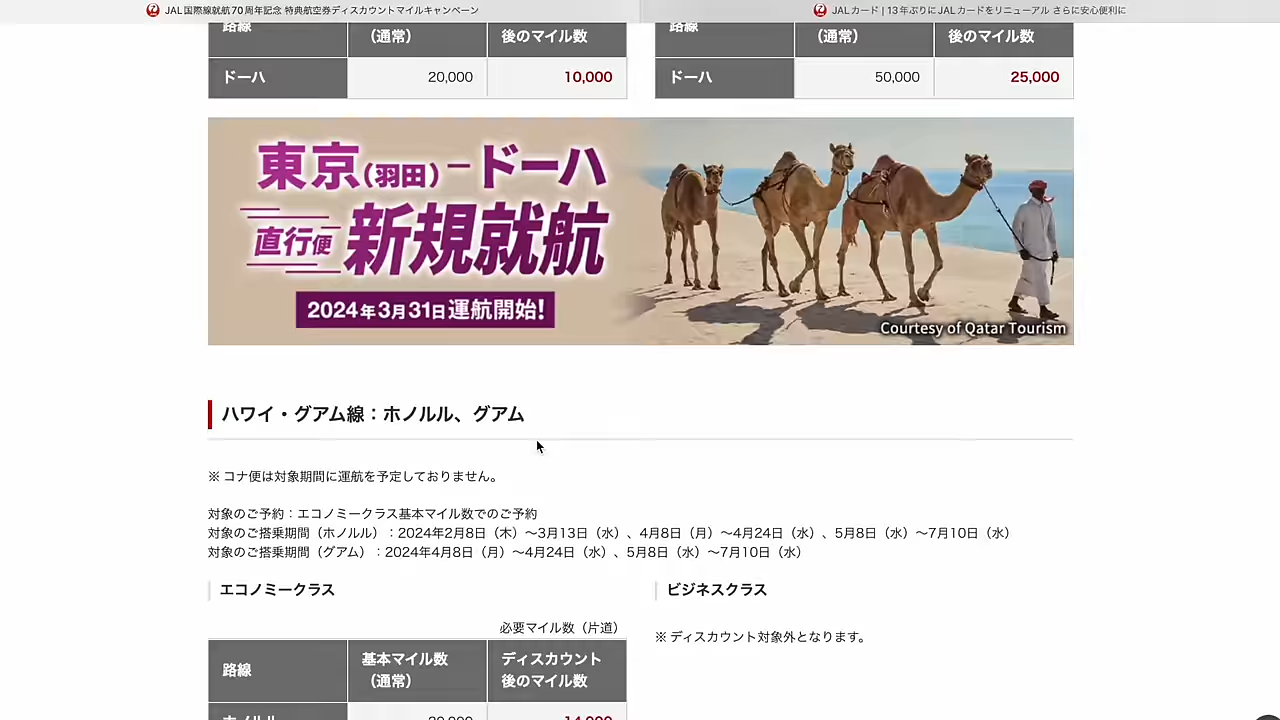 JAL国際線就航70周年記念 特典航空券ディスカウントマイルキャンペーン
JALカード | 13年ぶりにJALカードをリニューアル さらに安心便利に
路線 （通常） 後のマイル数
ドーハ 20,000 10,000
路線 （通常） 後のマイル数
ドーハ 50,000 25,000
東京（羽田）－ドーハ
直行便 新規就航
2024年3月31日運航開始!
Courtesy of Qatar Tourism
ハワイ・グアム線：ホノルル、グアム
※ コナ便は対象期間に運航を予定しておりません。
対象のご予約：エコノミークラス基本マイル数でのご予約
対象のご搭乗期間（ホノルル）：2024年2月8日（木）～3月13日（水）、4月8日（月）～4月24日（水）、5月8日（水）～7月10日（水）
対象のご搭乗期間（グアム）：2024年4月8日（月）～4月24日（水）、5月8日（水）～7月10日（水）
エコノミークラス
必要マイル数（片道）
路線 基本マイル数（通常） ディスカウント後のマイル数
ホノルル 20,000 14,000
ビジネスクラス
※ ディスカウント対象外となります。